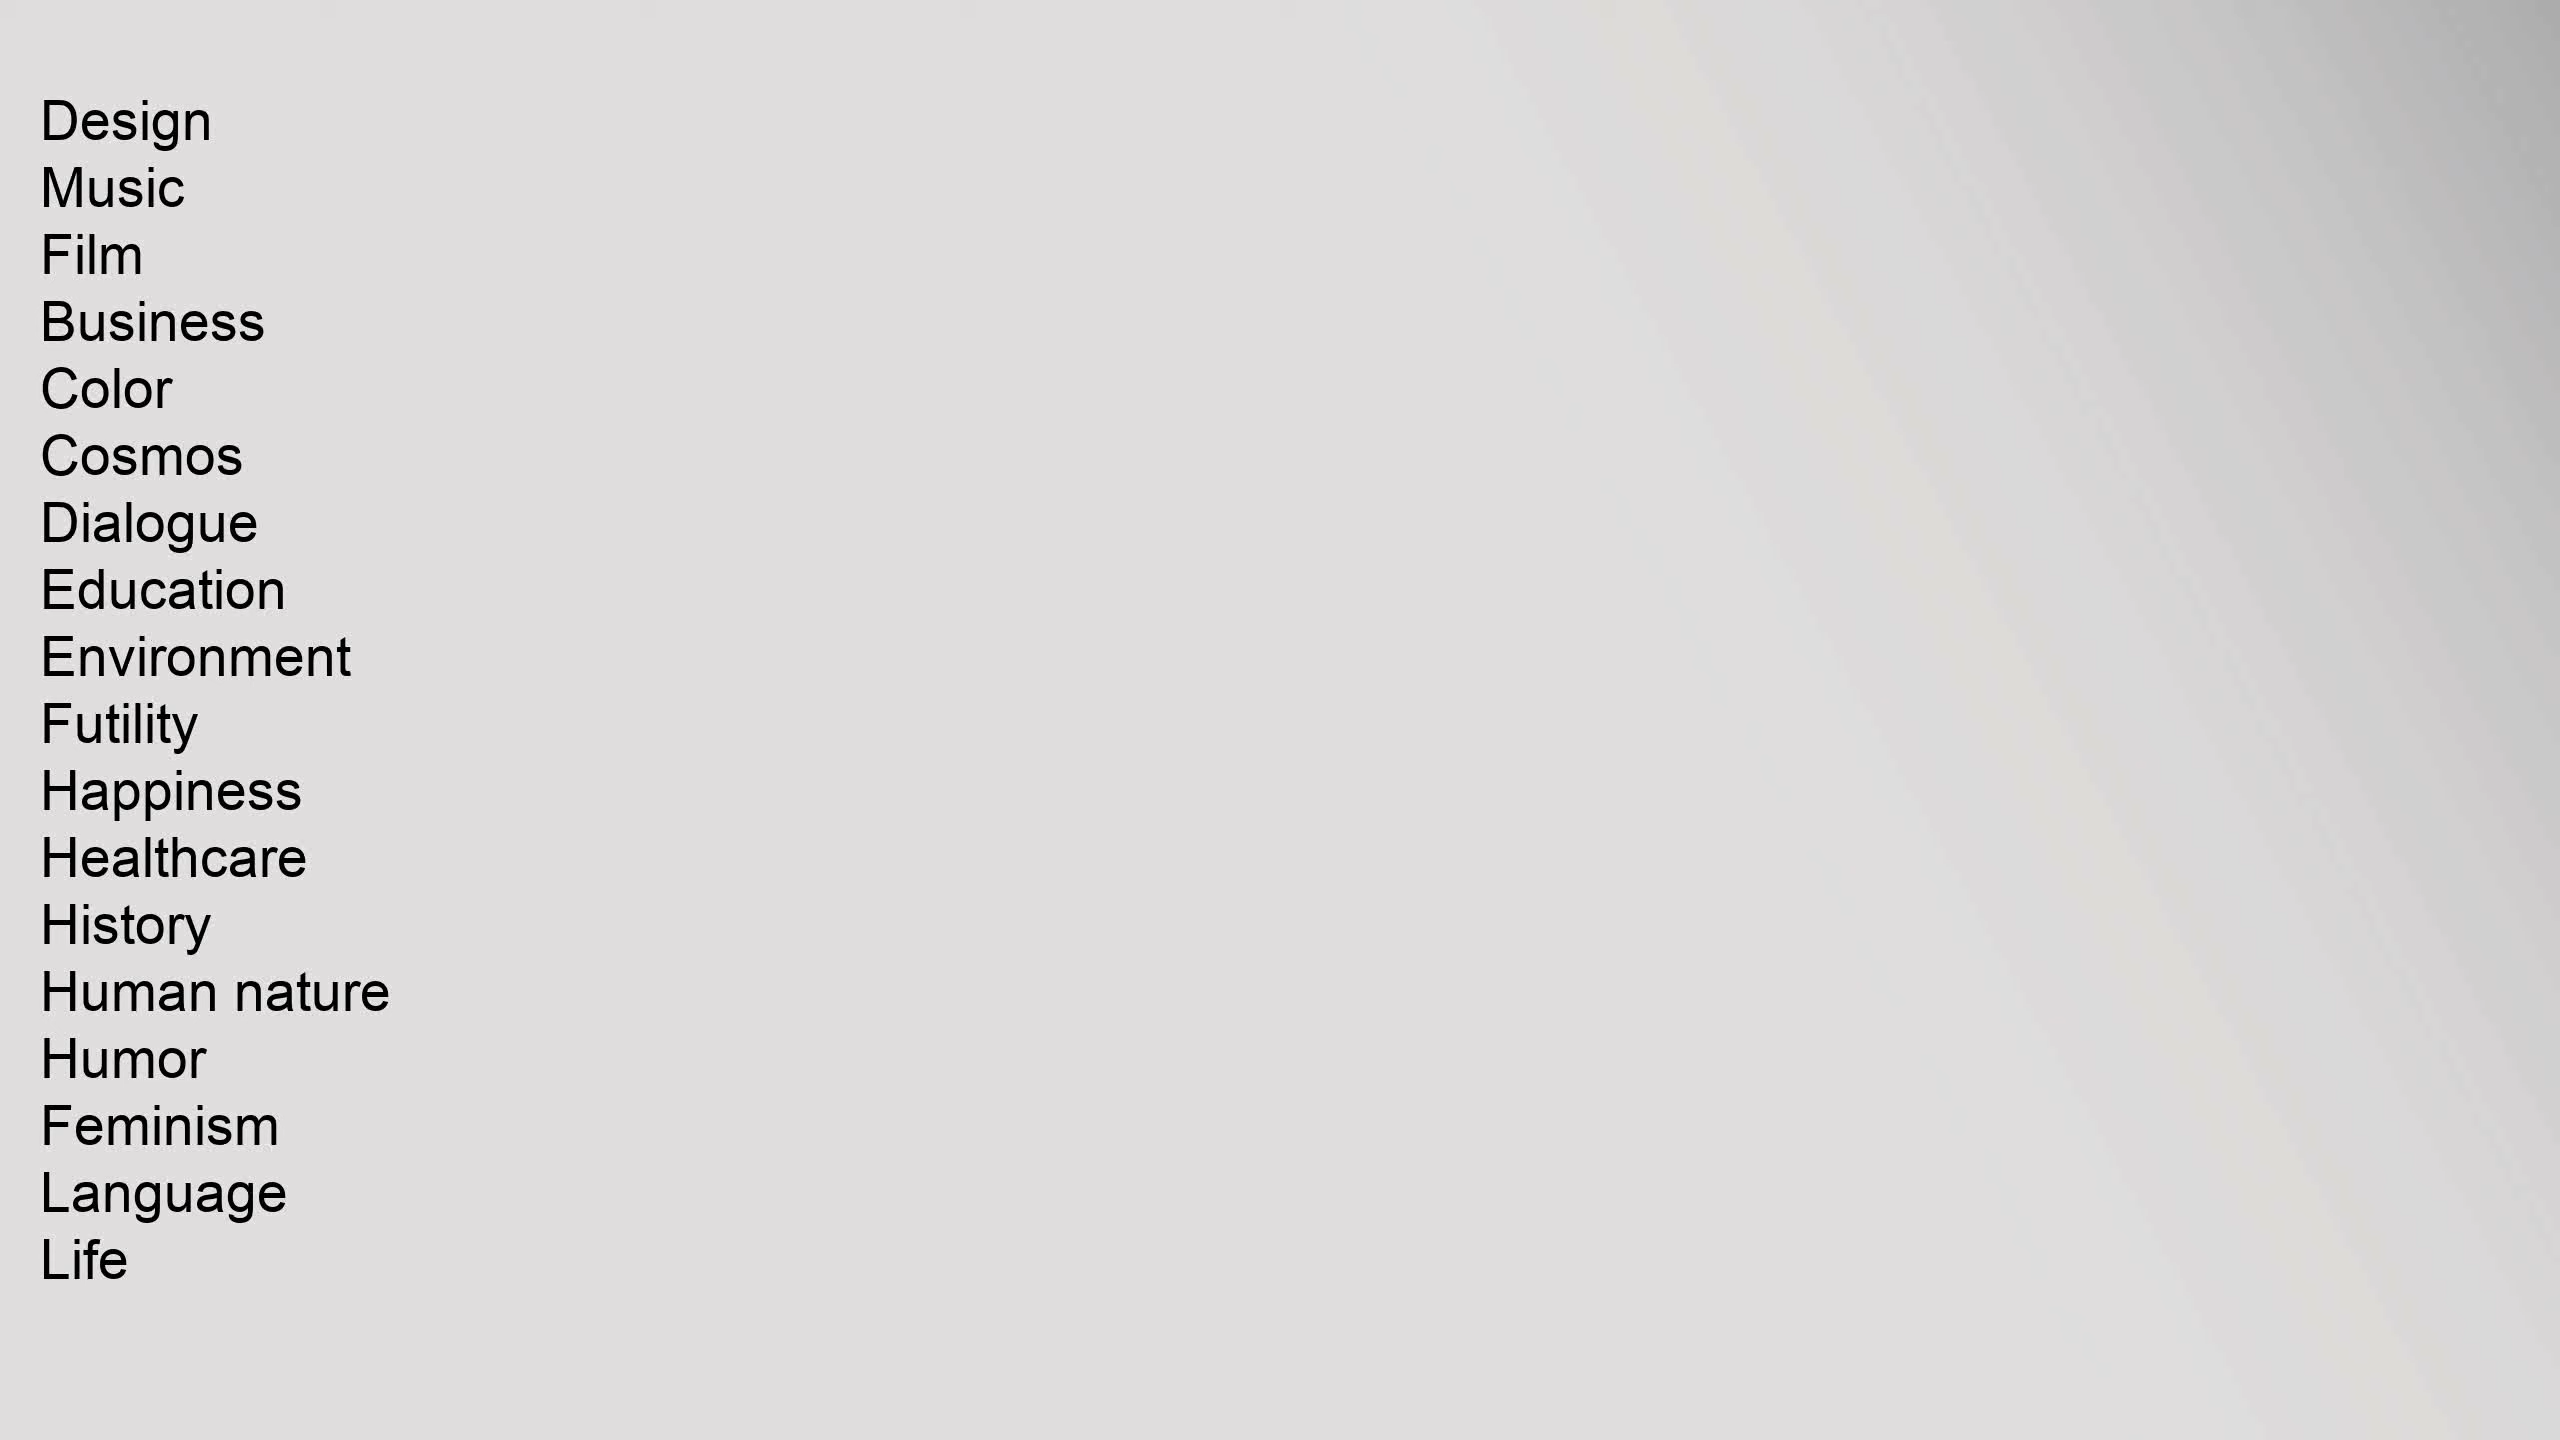 Design
Music
Film
Business
Color
Cosmos
Dialogue
Education
Environment
Futility
Happiness
Healthcare
History
Human nature
Humor
Feminism
Language
Life